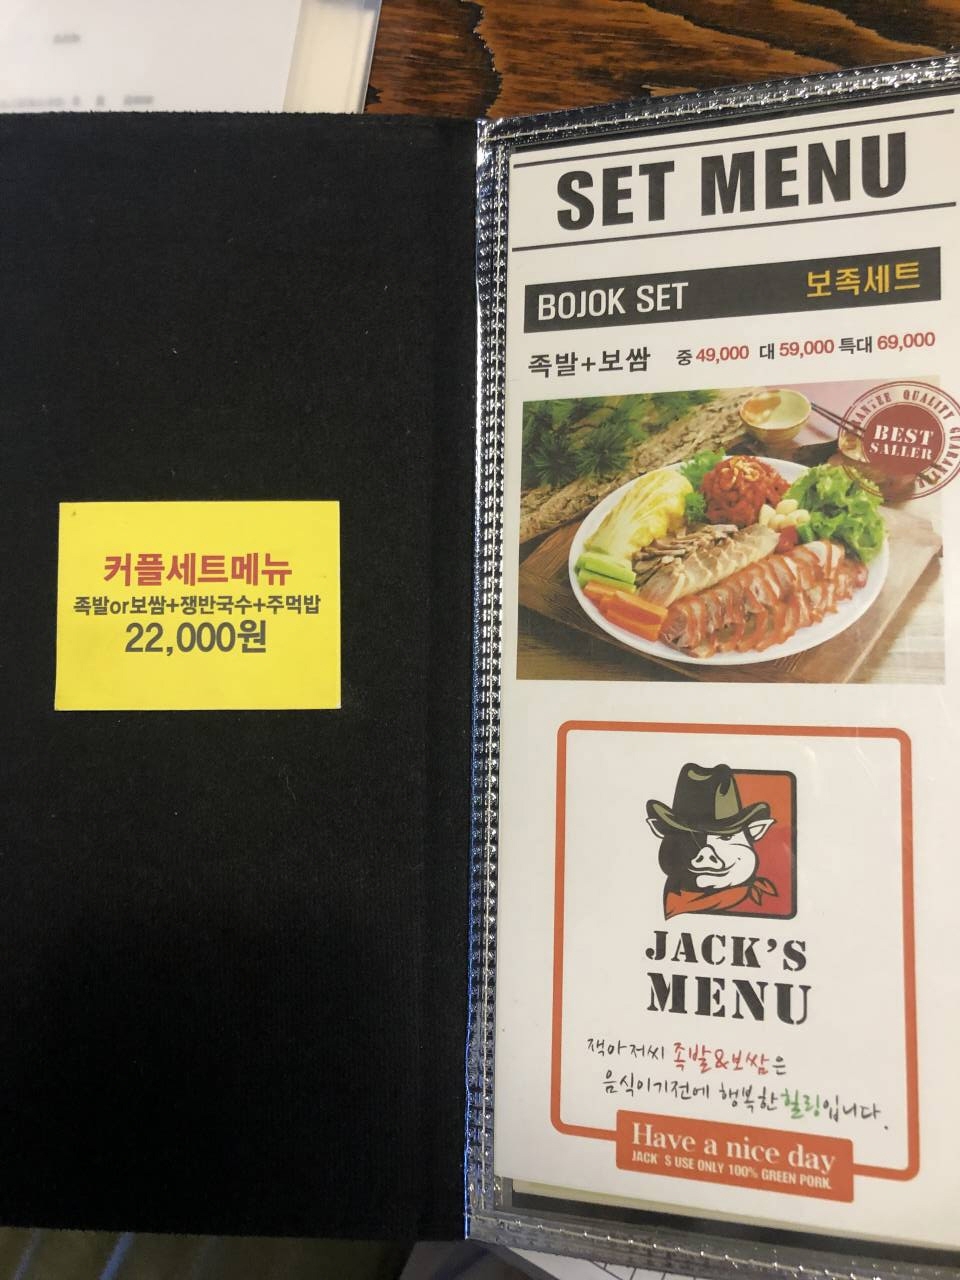 커플세트메뉴
족발or보쌈+쟁반국수+주먹밥
22,000원
SET MENU
BOJOK SET 보족세트
족발+보쌈 중 49,000 대 59,000 특대 69,000
QUALITY
BEST
SALLER
JACK'S
MENU
잭아저씨 족발&보쌈은
음식이기전에 행복한 힐링입니다.
Have a nice day
JACK'S USE ONLY 100% GREEN PORK.